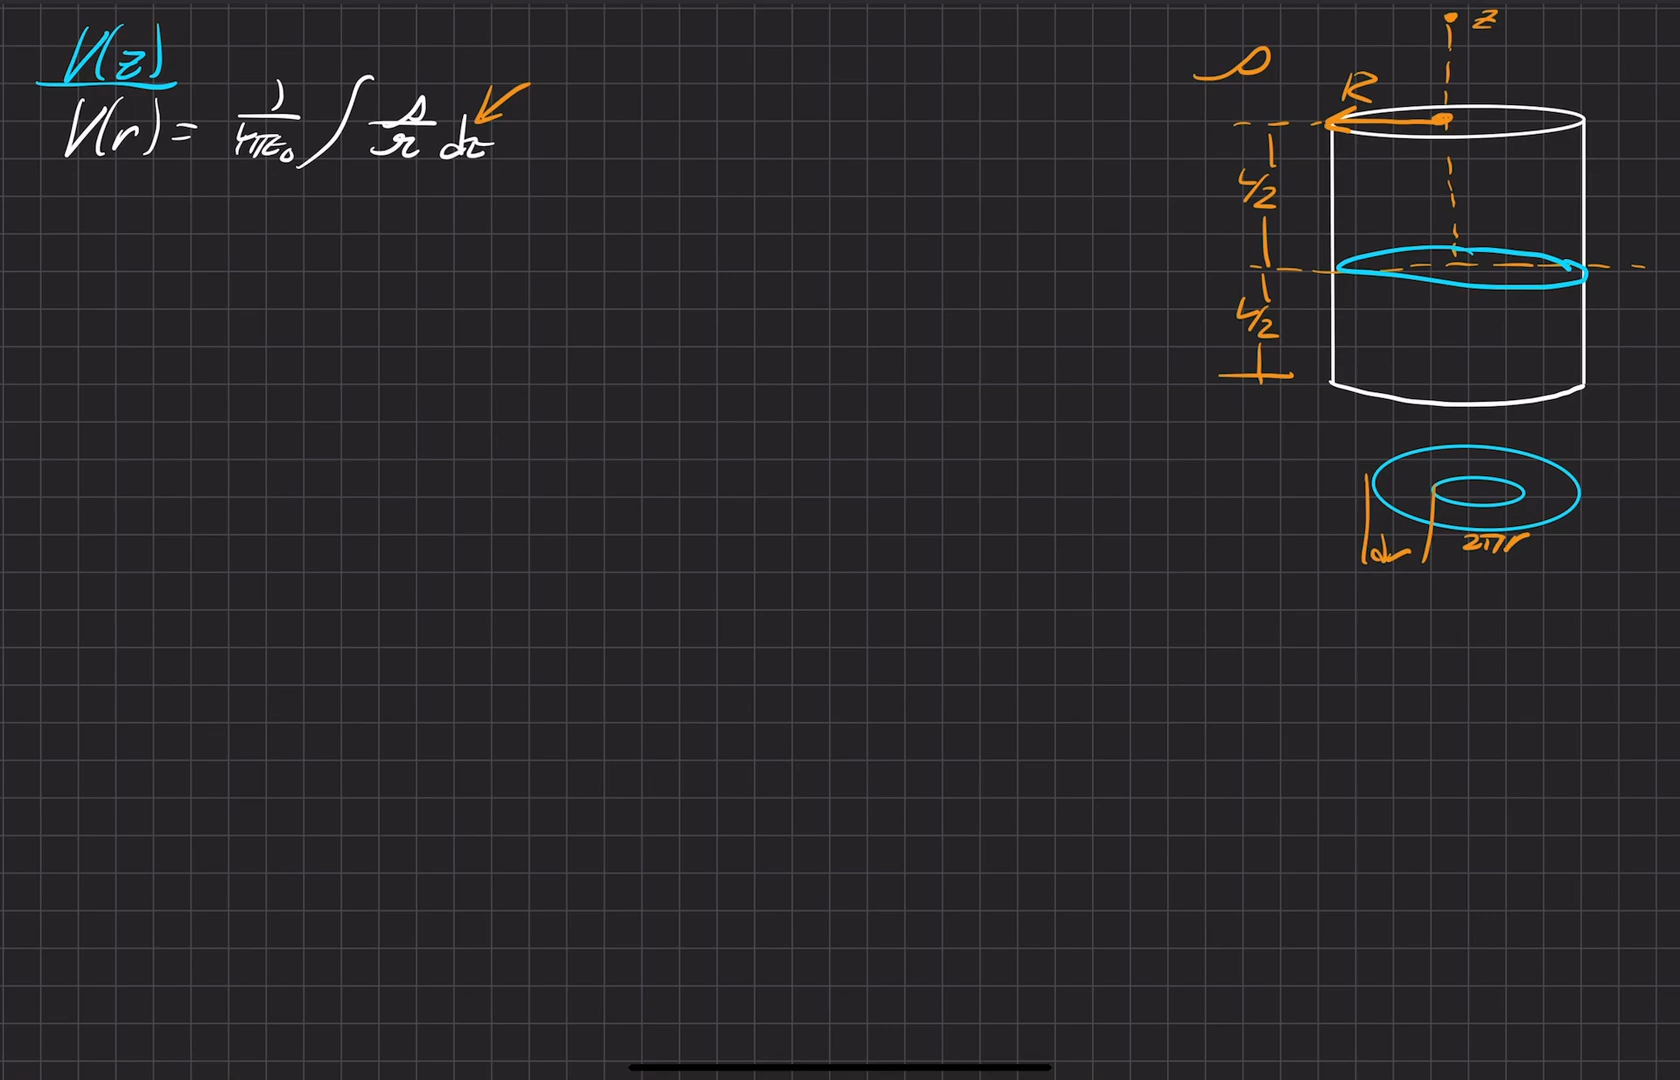 V(z)
V(r) = 1/4πε₀ ∫ ρ/𝓇 dτ
z
ρ
R
L/2
L/2
dr
2πr